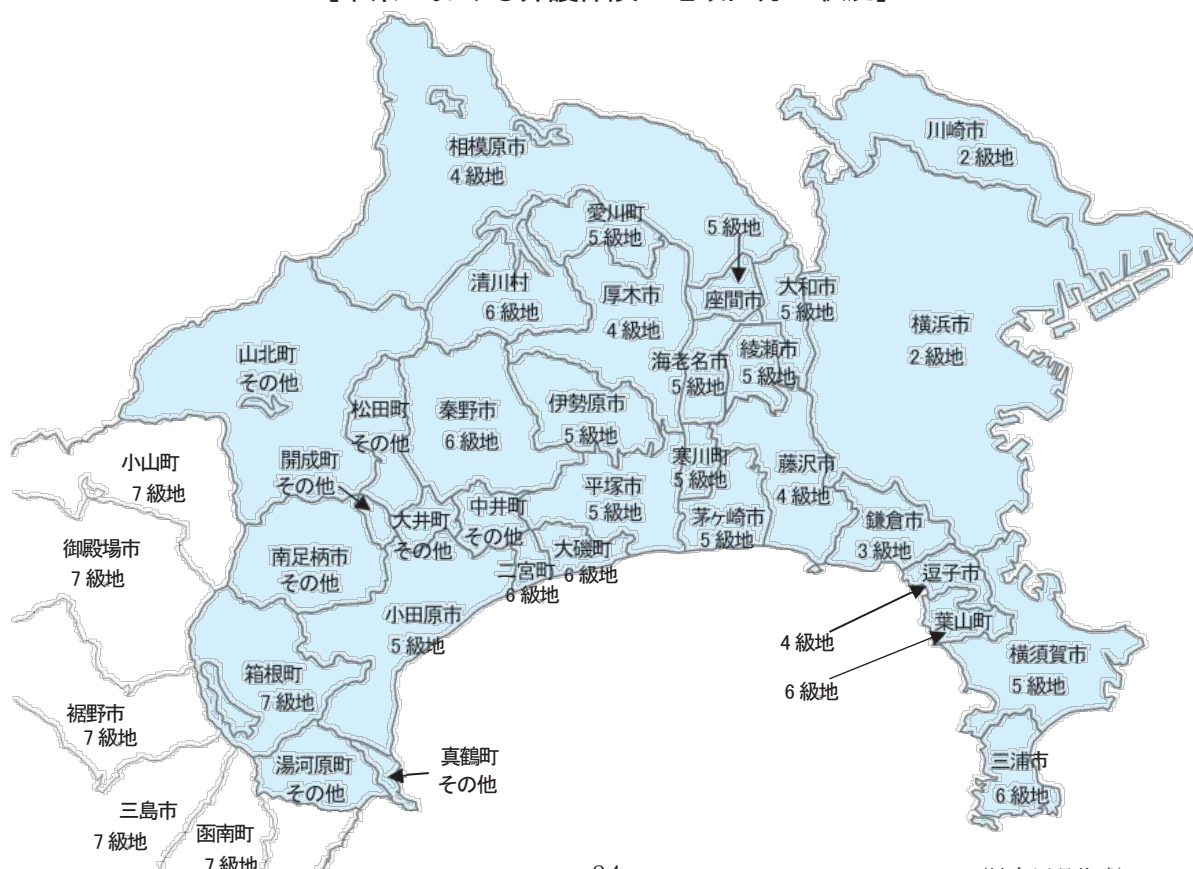 川崎市
2 級地
相模原市
4 級地
愛川町
5 級地
5 級地
清川村
6 級地
厚木市
4 級地
座間市
大和市
5 級地
横浜市
2 級地
山北町
その他
海老名市
5 級地
綾瀬市
5 級地
松田町
その他
秦野市
6 級地
伊勢原市
5 級地
小山町
7 級地
開成町
その他
寒川町
5 級地
藤沢市
4 級地
大井町
その他
中井町
その他
平塚市
5 級地
茅ヶ崎市
5 級地
鎌倉市
3 級地
御殿場市
7 級地
南足柄市
その他
大磯町
6 級地
二宮町
6 級地
逗子市
4 級地
小田原市
5 級地
葉山町
6 級地
横須賀市
5 級地
箱根町
7 級地
裾野市
7 級地
湯河原町
その他
真鶴町
その他
三浦市
6 級地
三島市
7 級地
函南町
7 級地